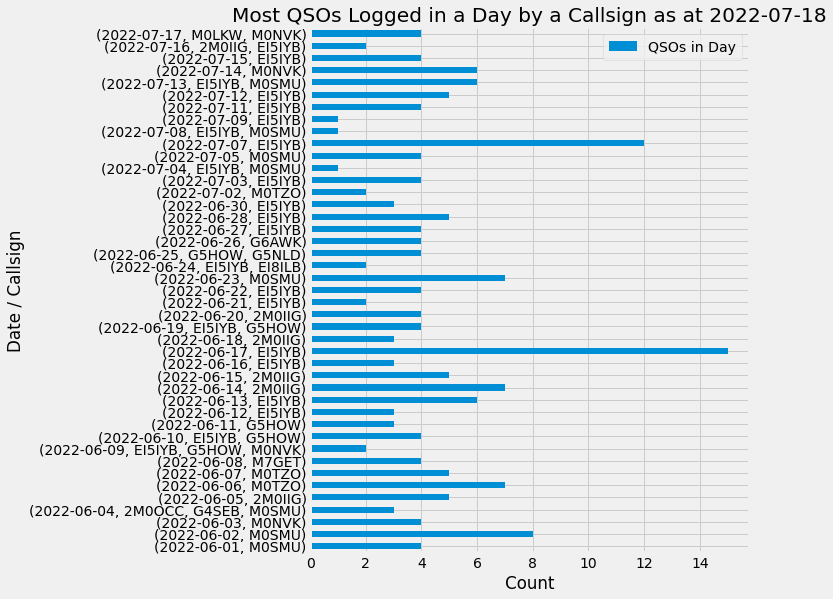 Most QSOs Logged in a Day by a Callsign as at 2022-07-18
QSOs in Day
Date / Callsign
(2022-07-17, M0LKW, M0NVK)
(2022-07-16, 2M0IIG, EI5IYB)
(2022-07-15, EI5IYB)
(2022-07-14, M0NVK)
(2022-07-13, EI5IYB, M0SMU)
(2022-07-12, EI5IYB)
(2022-07-11, EI5IYB)
(2022-07-09, EI5IYB)
(2022-07-08, EI5IYB, M0SMU)
(2022-07-07, EI5IYB)
(2022-07-05, M0SMU)
(2022-07-04, EI5IYB, M0SMU)
(2022-07-03, EI5IYB)
(2022-07-02, M0TZO)
(2022-06-30, EI5IYB)
(2022-06-28, EI5IYB)
(2022-06-27, EI5IYB)
(2022-06-26, G6AWK)
(2022-06-25, G5HOW, G5NLD)
(2022-06-24, EI5IYB, EI8ILB)
(2022-06-23, M0SMU)
(2022-06-22, EI5IYB)
(2022-06-21, EI5IYB)
(2022-06-20, 2M0IIG)
(2022-06-19, EI5IYB, G5HOW)
(2022-06-18, 2M0IIG)
(2022-06-17, EI5IYB)
(2022-06-16, EI5IYB)
(2022-06-15, 2M0IIG)
(2022-06-14, 2M0IIG)
(2022-06-13, EI5IYB)
(2022-06-12, EI5IYB)
(2022-06-11, G5HOW)
(2022-06-10, EI5IYB, G5HOW)
(2022-06-09, EI5IYB, G5HOW, M0NVK)
(2022-06-08, M7GET)
(2022-06-07, M0TZO)
(2022-06-06, M0TZO)
(2022-06-05, 2M0IIG)
(2022-06-04, 2M0OCC, G4SEB, M0SMU)
(2022-06-03, M0NVK)
(2022-06-02, M0SMU)
(2022-06-01, M0SMU)
0 2 4 6 8 10 12 14
Count